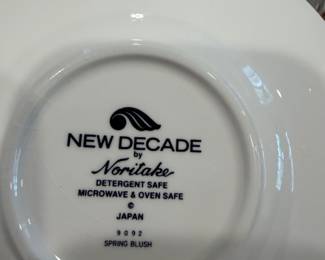 NEW DECADE
by
Noritake
DETERGENT SAFE
MICROWAVE & OVEN SAFE
©
JAPAN
9092
SPRING BLUSH